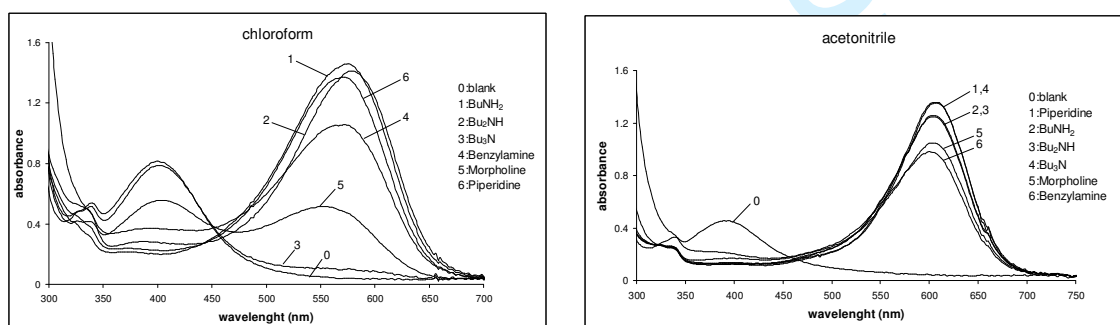 chloroform
absorbance
1.6
1.2
0.8
0.4
0
300 350 400 450 500 550 600 650 700
wavelenght (nm)
1
6
2
4
5
3
0
0:blank
1:BuNH₂
2:Bu₂NH
3:Bu₃N
4:Benzylamine
5:Morpholine
6:Piperidine
acetonitrile
absorbance
1.6
1.2
0.8
0.4
0
300 350 400 450 500 550 600 650 700 750
wavelenght (nm)
1,4
2,3
5
6
0
0:blank
1:Piperidine
2:BuNH₂
3:Bu₂NH
4:Bu₃N
5:Morpholine
6:Benzylamine